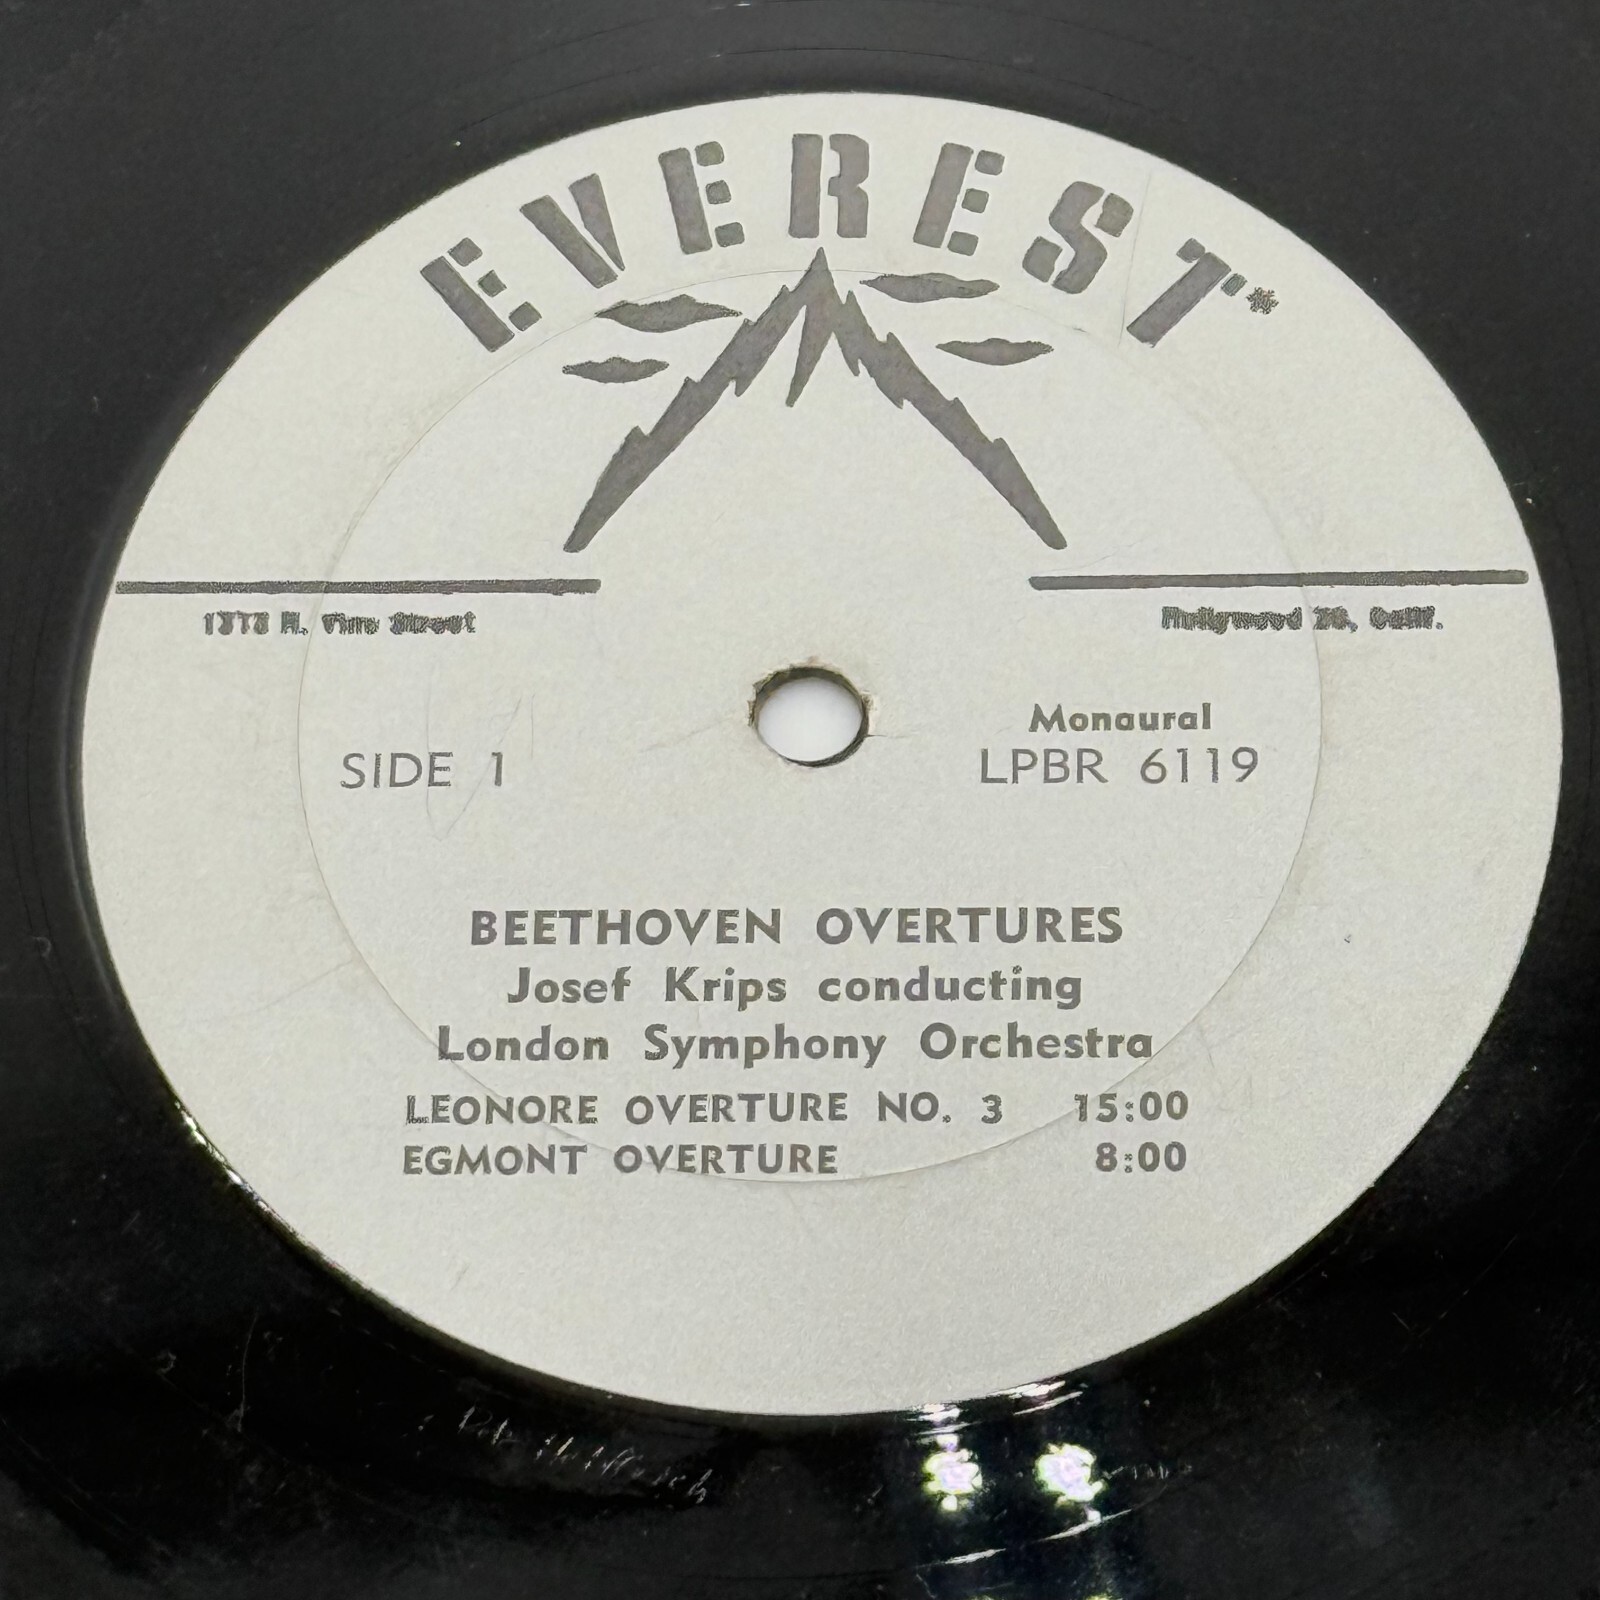 EVEREST*
1313 N. Vine Street
Hollywood 28, Calif.
Monaural
SIDE 1
LPBR 6119
BEETHOVEN OVERTURES
Josef Krips conducting
London Symphony Orchestra
LEONORE OVERTURE NO. 3 15:00
EGMONT OVERTURE 8:00